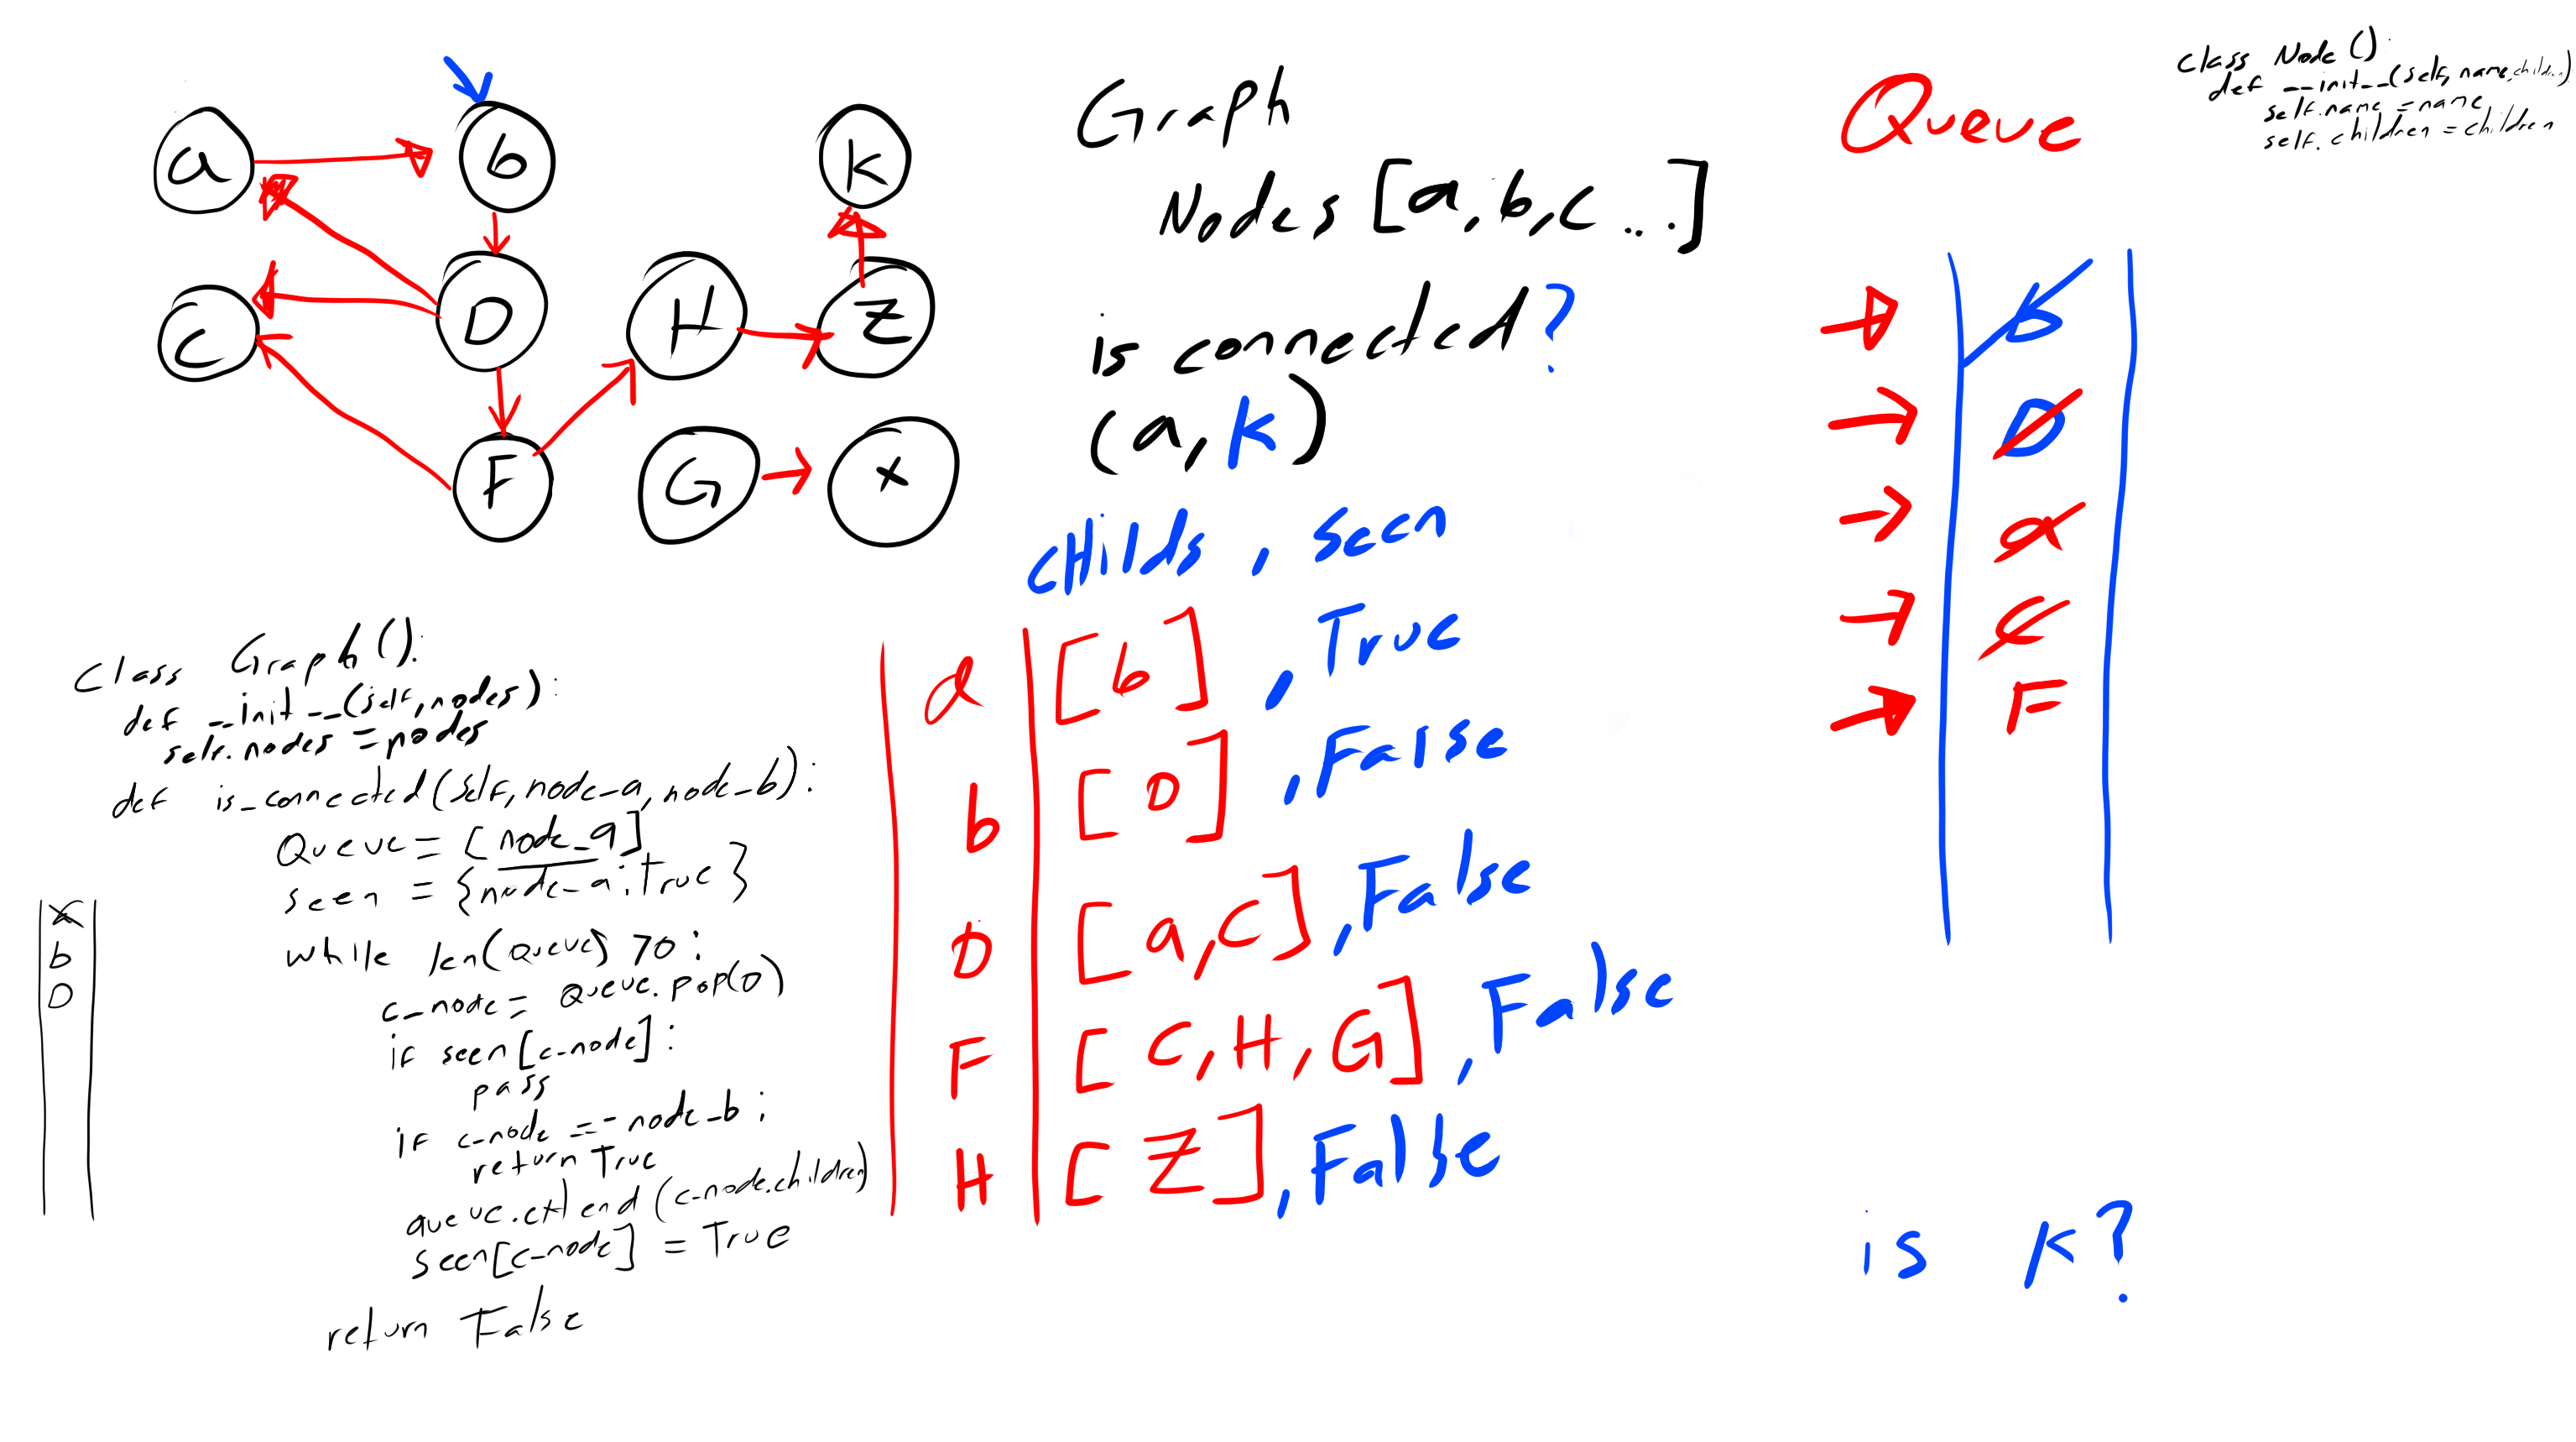 a
b
k
c
D
H
Z
F
G
x
Graph
Nodes [a, b, c ...]
is connected?
(a, k)
Queue
b
D
a
c
F
is k?
class Node():
def __init__(self, name, children)
self.name = name
self.children = children
cHilds, seen
a [b], True
b [D], False
D [a, c], False
F [c, H, G], False
H [Z], False
Class Graph():
def __init__(self, nodes):
self.nodes = nodes
def is_connected(self, node_a, node_b):
Queue = [node_a]
seen = {node_a: True}
while len(Queue) > 0:
c_node = Queue.pop(0)
if seen[c_node]:
pass
if c_node == node_b:
return True
queue.extend(c_node.children)
seen[c_node] = True
return False
a
b
D